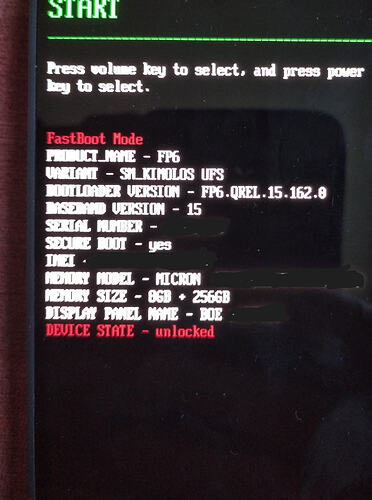 START
Press volume key to select, and press power
key to select.
FastBoot Mode
PRODUCT_NAME - FP6
VARIANT - SM_KIMOLOS UFS
BOOTLOADER VERSION - FP6.QREL.15.162.0
BASEBAND VERSION - 15
SERIAL NUMBER -
SECURE BOOT - yes
IMEI -
MEMORY MODEL - MICRON
MEMORY SIZE - 8GB + 256GB
DISPLAY PANEL NAME - BOE
DEVICE STATE - unlocked